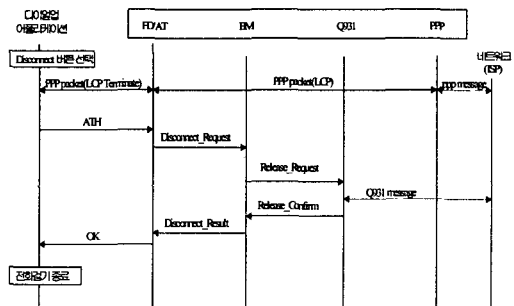 다이얼업
어플리케이션
FD/AT
BM
Q931
PPP
네트워크
(ISP)
Disconnect 버튼 선택
PPP packet(LCP Terminate)
PPP packet(LCP)
ppp message
ATH
Disconnect_Request
Release_Request
Q931 message
Release_Confirm
Disconnect_Result
OK
전화걸기 종료